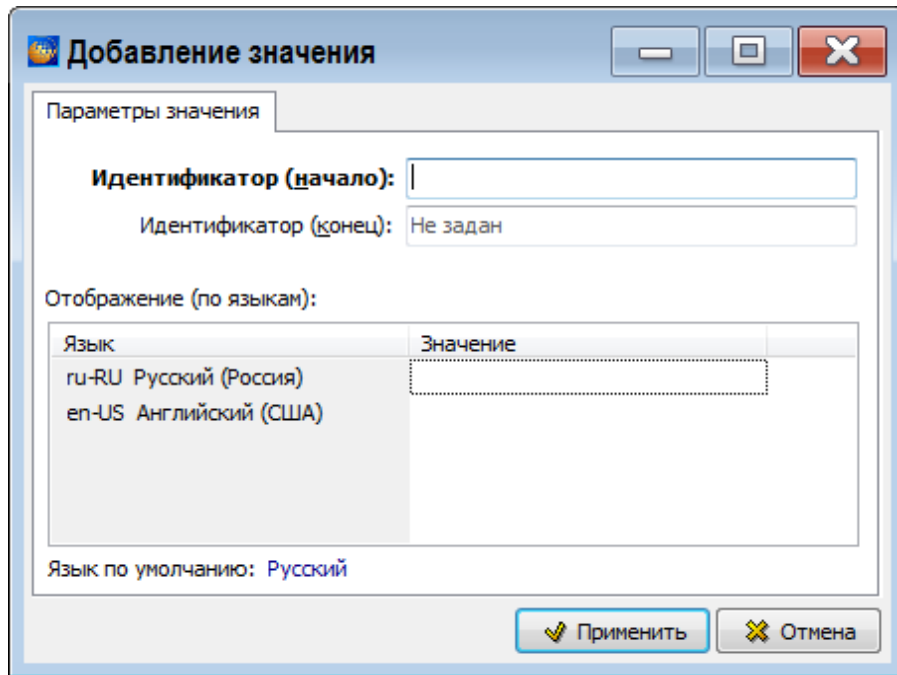 Добавление значения
Параметры значения
Идентификатор (начало):
Идентификатор (конец): Не задан
Отображение (по языкам):
Язык Значение
ru-RU Русский (Россия)
en-US Английский (США)
Язык по умолчанию: Русский
Применить Отмена